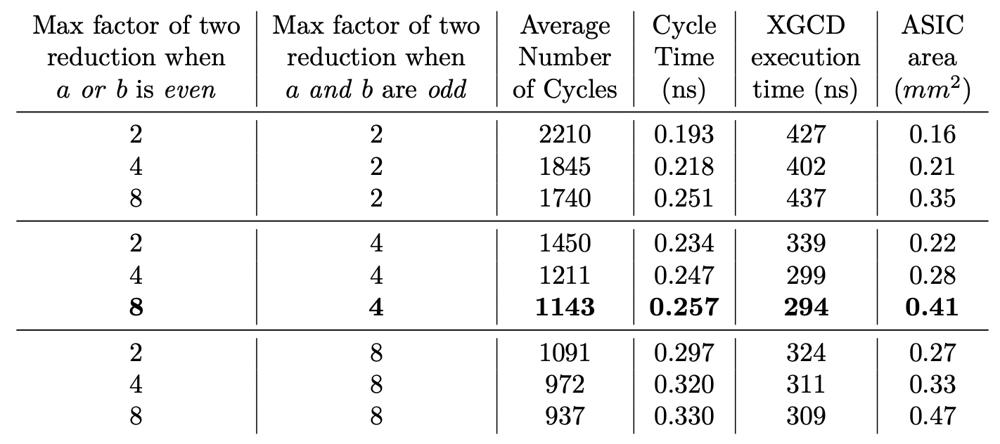 Max factor of two | Max factor of two | Average | Cycle | XGCD | ASIC
reduction when | reduction when | Number | Time | execution | area
a or b is even | a and b are odd | of Cycles | (ns) | time (ns) | (mm²)
2 | 2 | 2210 | 0.193 | 427 | 0.16
4 | 2 | 1845 | 0.218 | 402 | 0.21
8 | 2 | 1740 | 0.251 | 437 | 0.35
2 | 4 | 1450 | 0.234 | 339 | 0.22
4 | 4 | 1211 | 0.247 | 299 | 0.28
8 | 4 | 1143 | 0.257 | 294 | 0.41
2 | 8 | 1091 | 0.297 | 324 | 0.27
4 | 8 | 972 | 0.320 | 311 | 0.33
8 | 8 | 937 | 0.330 | 309 | 0.47